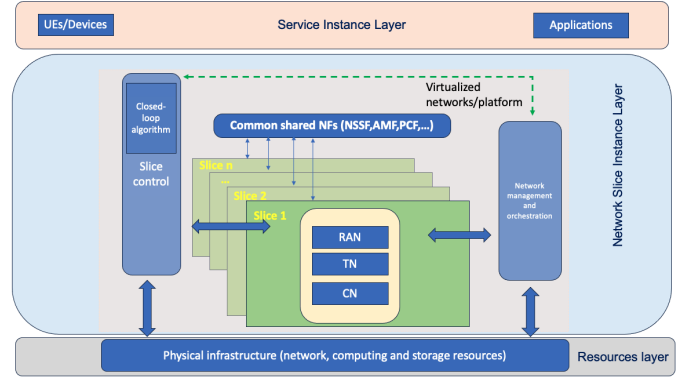 UEs/Devices
Service Instance Layer
Applications
Closed-
loop
algorithm
Slice
control
Virtualized
networks/platform
Common shared NFs (NSSF,AMF,PCF,...)
Slice n
...
Slice 2
Slice 1
RAN
TN
CN
Network
management
and
orchestration
Network Slice Instance Layer
Physical infrastructure (network, computing and storage resources)
Resources layer